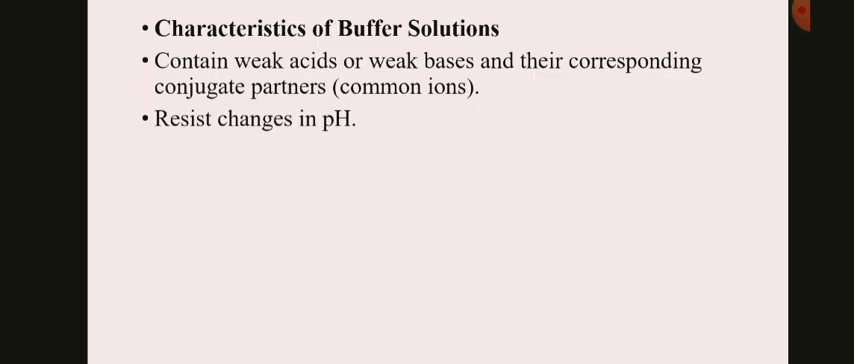 • Characteristics of Buffer Solutions
• Contain weak acids or weak bases and their corresponding
conjugate partners (common ions).
• Resist changes in pH.